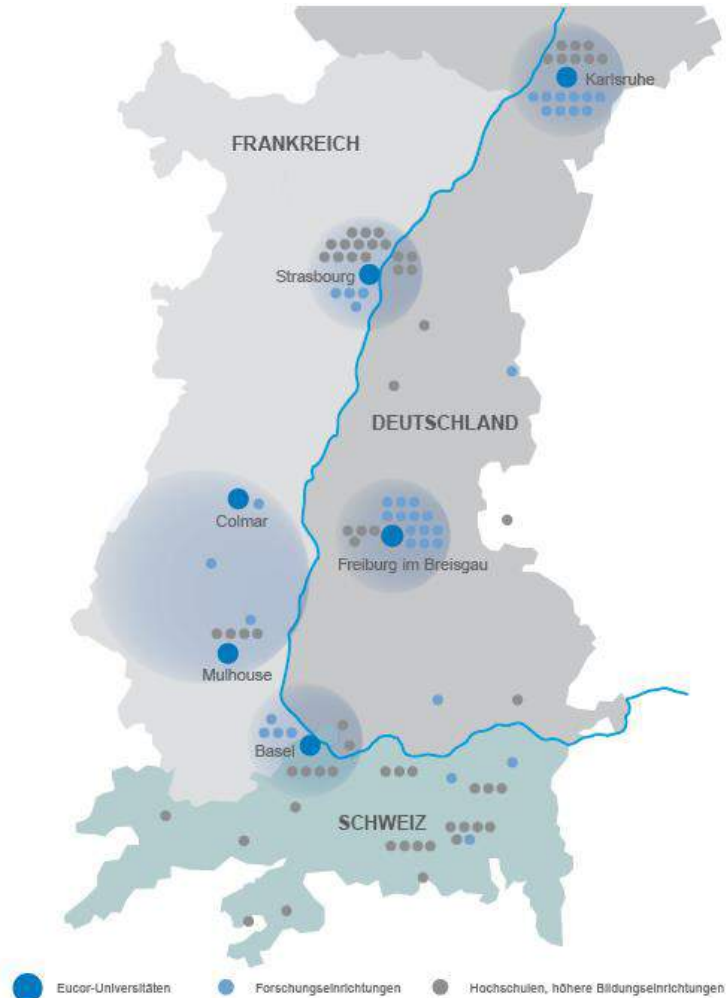 Karlsruhe
FRANKREICH
Strasbourg
DEUTSCHLAND
Colmar
Freiburg im Breisgau
Mulhouse
Basel
SCHWEIZ
Eucor-Universitäten
Forschungseinrichtungen
Hochschulen, höhere Bildungseinrichtungen